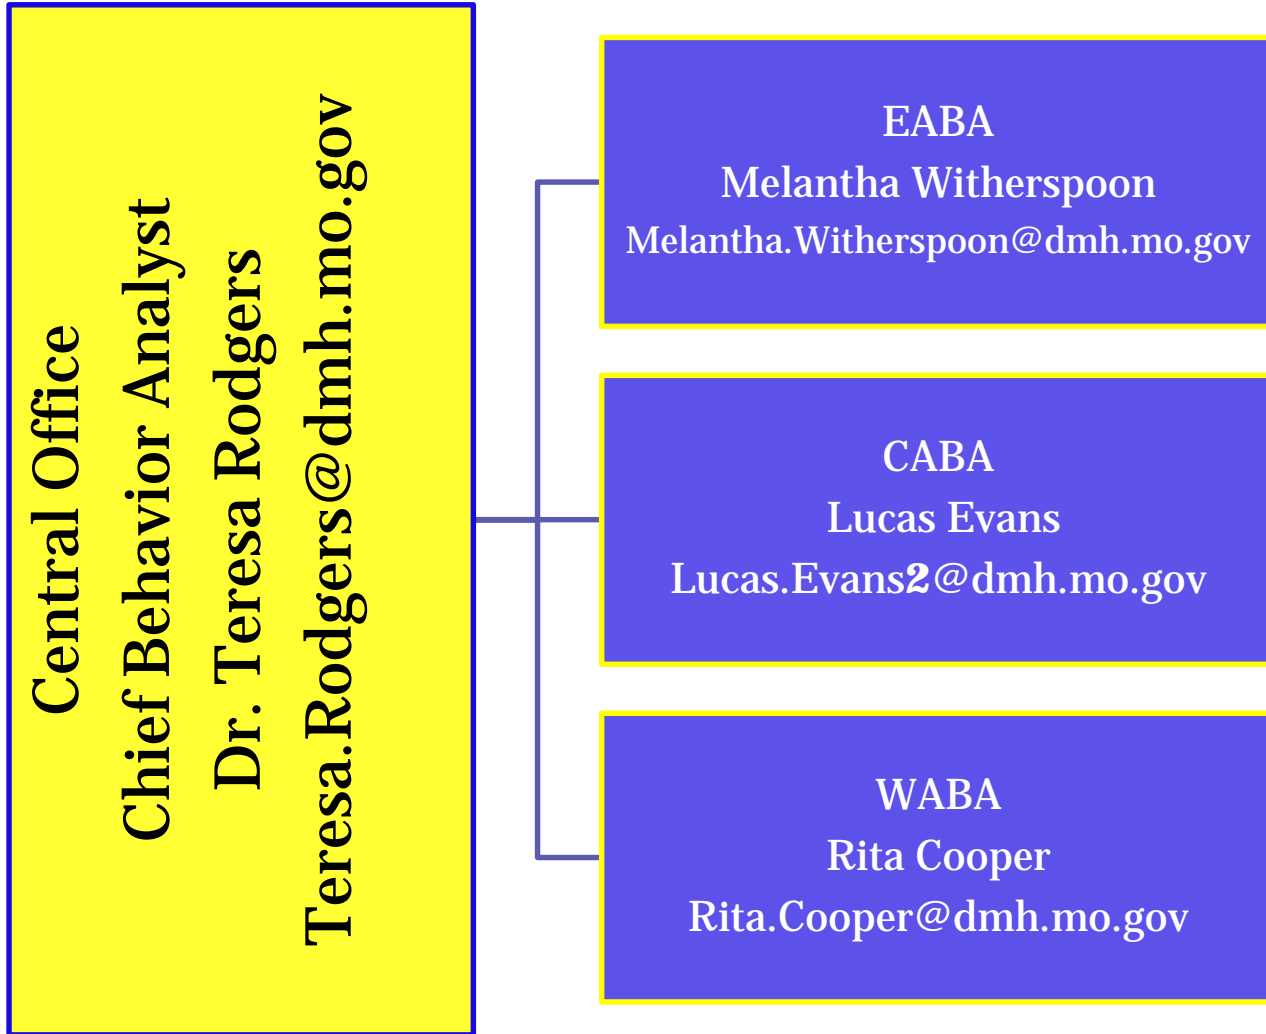 Central Office
Chief Behavior Analyst
Dr. Teresa Rodgers
Teresa.Rodgers@dmh.mo.gov
EABA
Melantha Witherspoon
Melantha.Witherspoon@dmh.mo.gov
CABA
Lucas Evans
Lucas.Evans2@dmh.mo.gov
WABA
Rita Cooper
Rita.Cooper@dmh.mo.gov